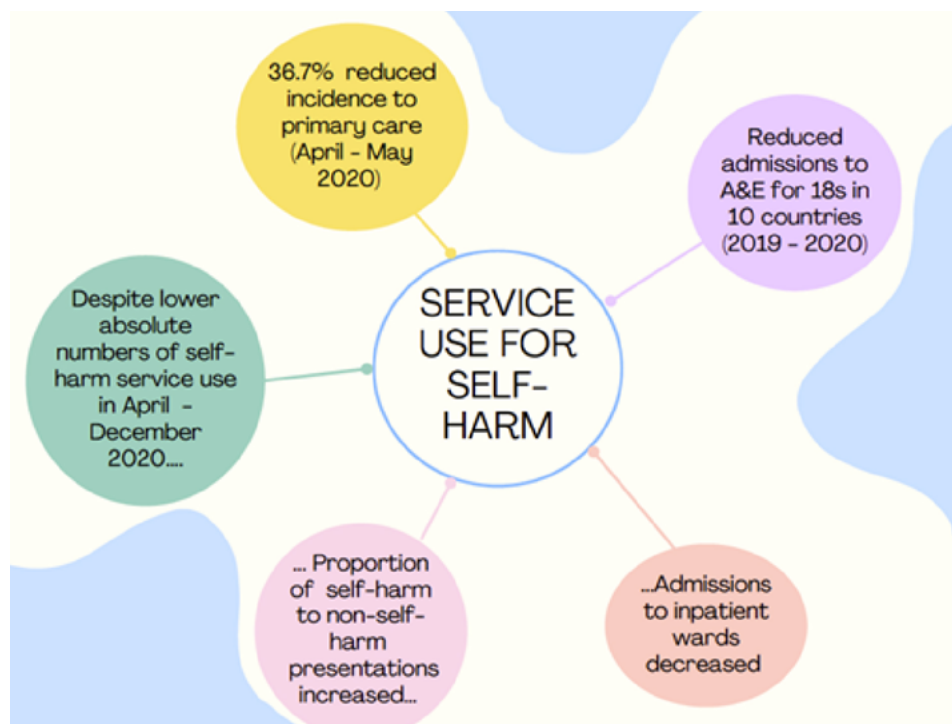 36.7% reduced
incidence to
primary care
(April - May
2020)
Reduced
admissions to
A&E for 18s in
10 countries
(2019 - 2020)
SERVICE
USE FOR
SELF-
HARM
Despite lower
absolute
numbers of self-
harm service use
in April -
December
2020....
... Proportion
of self-harm
to non-self-
harm
presentations
increased...
...Admissions
to inpatient
wards
decreased